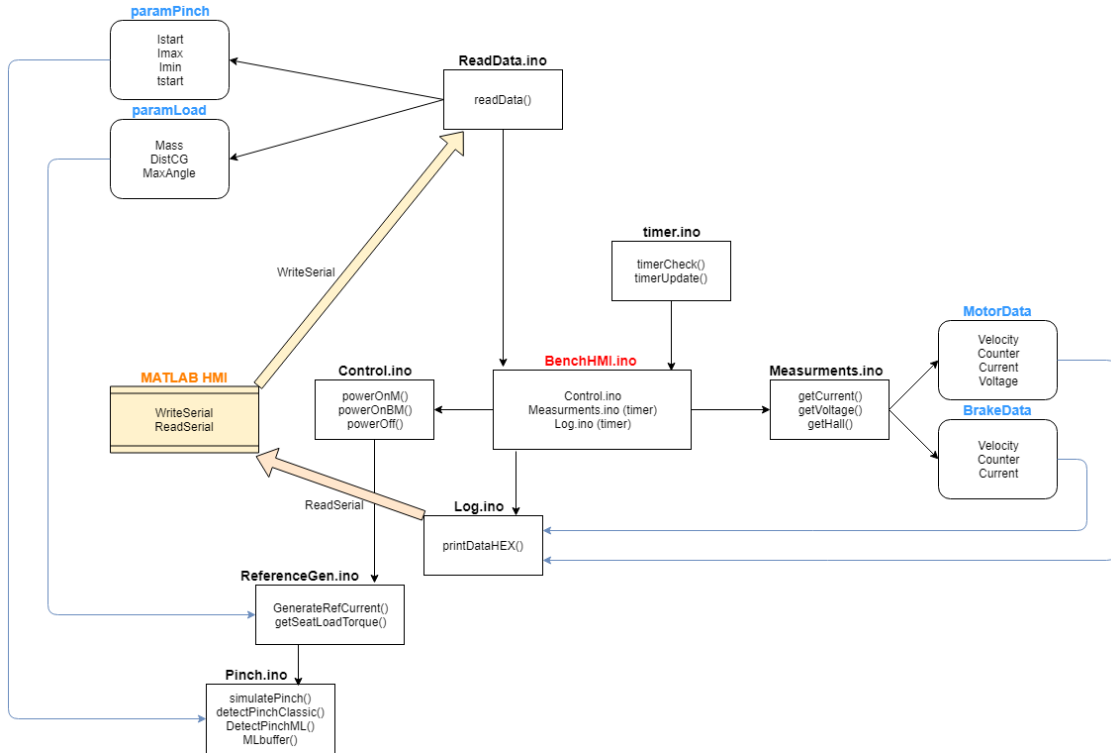 paramPinch
Istart
Imax
Imin
tstart
ReadData.ino
readData()
paramLoad
Mass
DistCG
MaxAngle
WriteSerial
timer.ino
timerCheck()
timerUpdate()
MATLAB HMI
WriteSerial
ReadSerial
Control.ino
powerOnM()
powerOnBM()
powerOff()
BenchHMI.ino
Control.ino
Measurments.ino (timer)
Log.ino (timer)
Measurments.ino
getCurrent()
getVoltage()
getHall()
MotorData
Velocity
Counter
Current
Voltage
BrakeData
Velocity
Counter
Current
ReadSerial
Log.ino
printDataHEX()
ReferenceGen.ino
GenerateRefCurrent()
getSeatLoadTorque()
Pinch.ino
simulatePinch()
detectPinchClassic()
DetectPinchML()
MLbuffer()